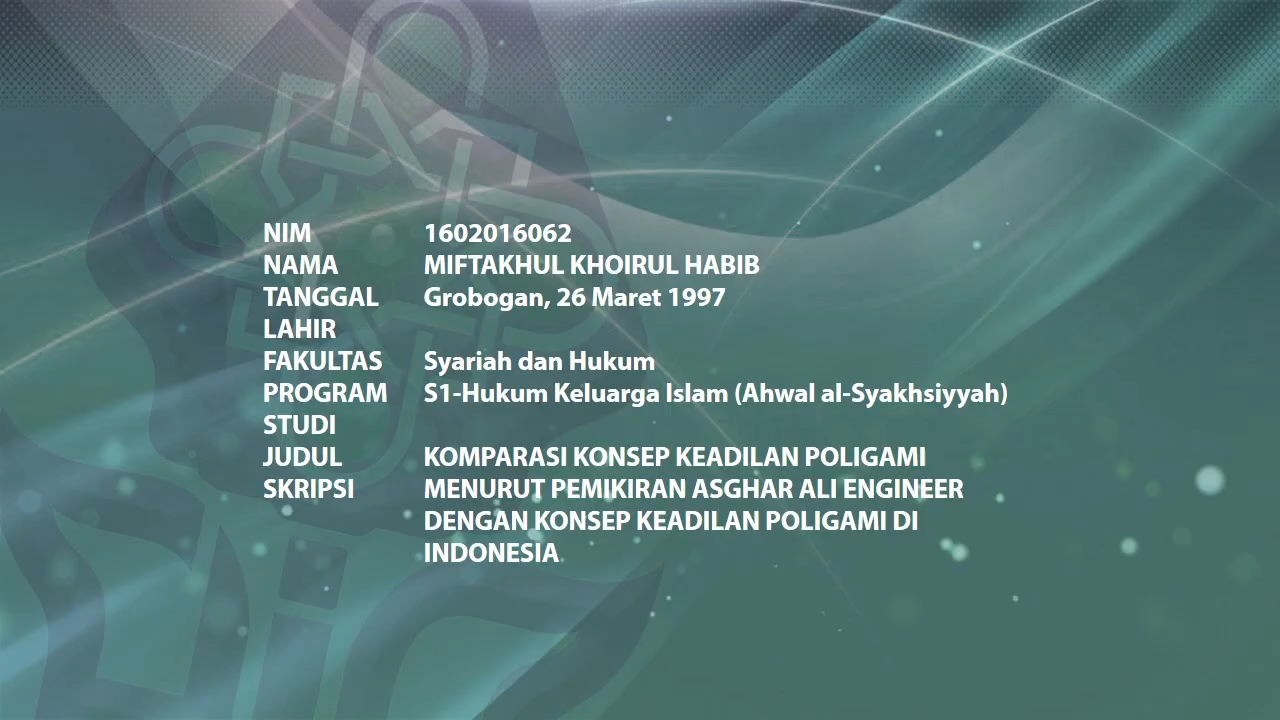 NIM 1602016062
NAMA MIFTAKHUL KHOIRUL HABIB
TANGGAL Grobogan, 26 Maret 1997
LAHIR
FAKULTAS Syariah dan Hukum
PROGRAM S1-Hukum Keluarga Islam (Ahwal al-Syakhsiyyah)
STUDI
JUDUL KOMPARASI KONSEP KEADILAN POLIGAMI
SKRIPSI MENURUT PEMIKIRAN ASGHAR ALI ENGINEER
DENGAN KONSEP KEADILAN POLIGAMI DI
INDONESIA